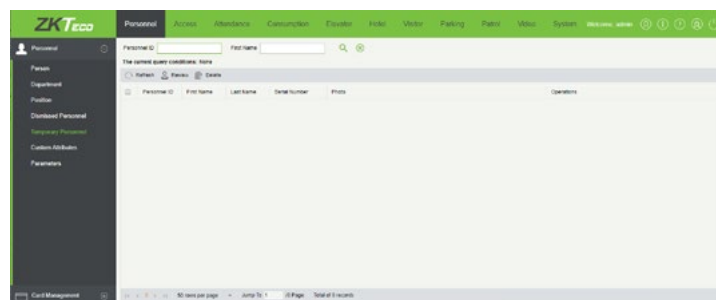 ZKTeco
Personnel Access Attendance Consumption Elevator Hotel Visitor Parking Patrol Video System Welcome, admin
Personnel
Person
Department
Position
Dismissed Personnel
Temporary Personnel
Custom Attributes
Parameters
Card Management
Personnel ID First Name
The current query conditions: None
Refresh Review Delete
Personnel ID First Name Last Name Serial Number Photo Operations
50 rows per page Jump To 1 /0 Page Total of 0 records